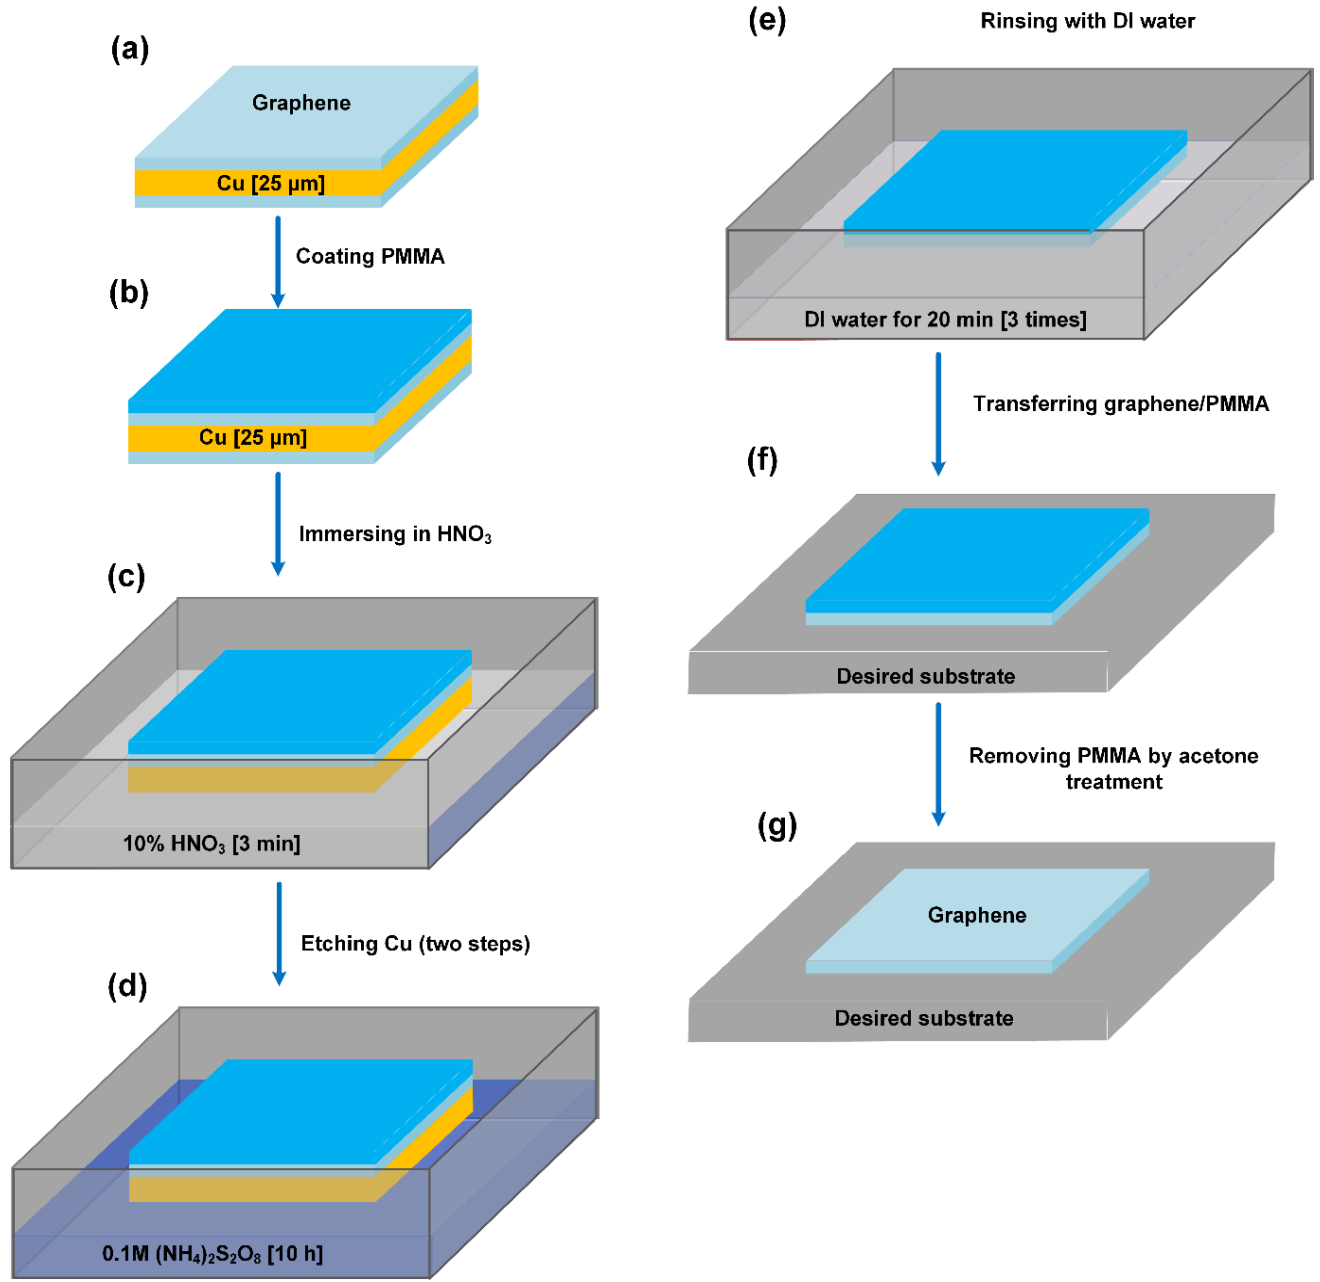 (a)
Graphene
Cu [25 µm]
Coating PMMA
(b)
Cu [25 µm]
Immersing in HNO₃
(c)
10% HNO₃ [3 min]
Etching Cu (two steps)
(d)
0.1M (NH₄)₂S₂O₈ [10 h]
(e)
Rinsing with DI water
DI water for 20 min [3 times]
Transferring graphene/PMMA
(f)
Desired substrate
Removing PMMA by acetone
treatment
(g)
Graphene
Desired substrate